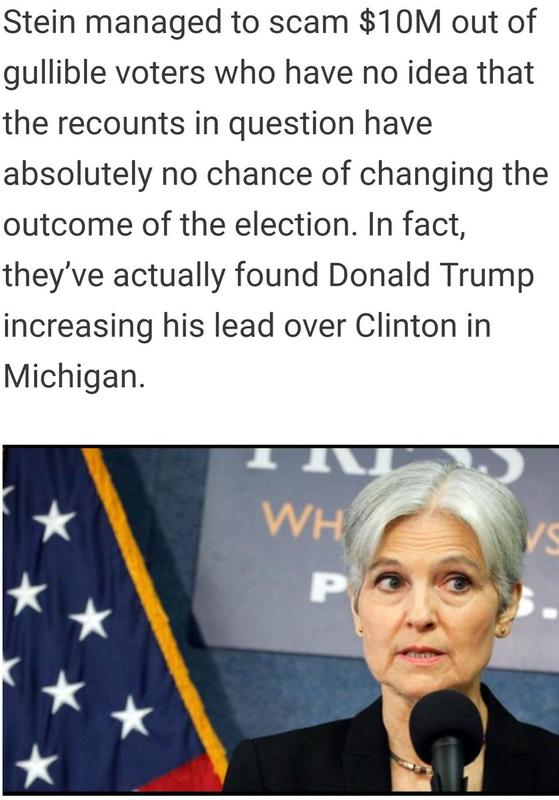 Stein managed to scam $10M out of
gullible voters who have no idea that
the recounts in question have
absolutely no chance of changing the
outcome of the election. In fact,
they’ve actually found Donald Trump
increasing his lead over Clinton in
Michigan.